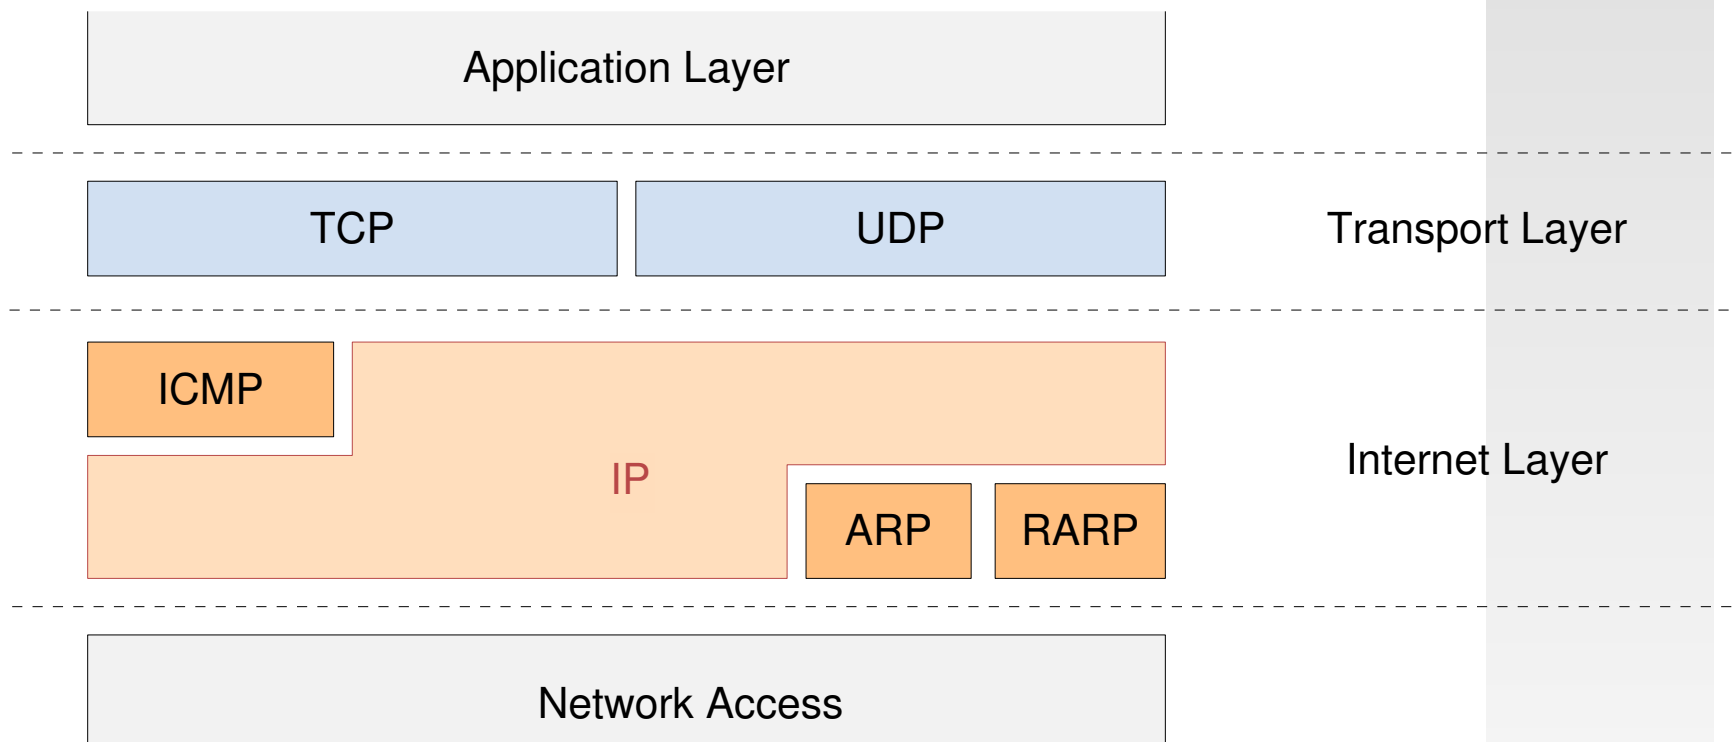 Application Layer
TCP
UDP
Transport Layer
ICMP
IP
Internet Layer
ARP
RARP
Network Access